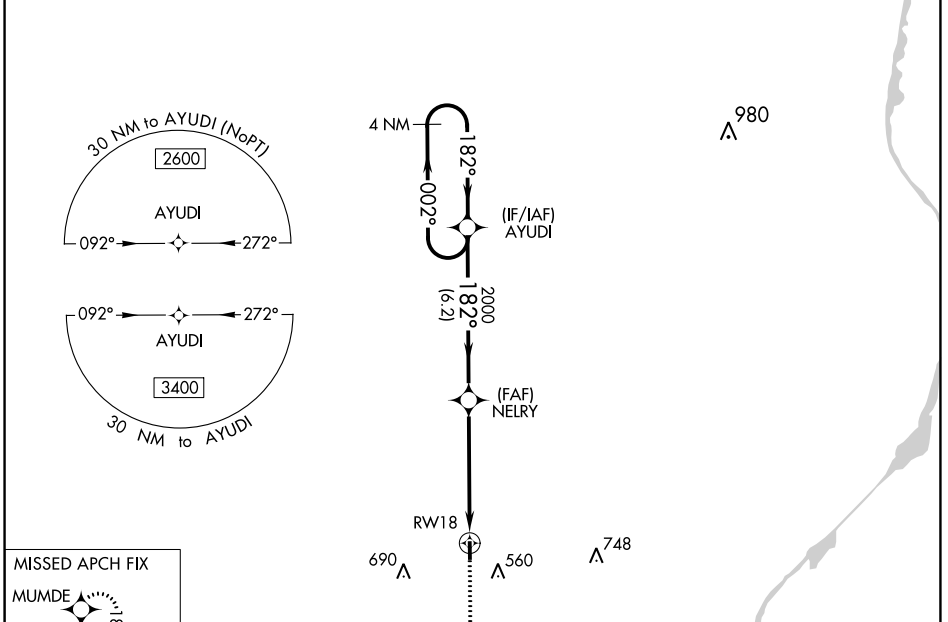 30 NM to AYUDI (NoPT)
2600
AYUDI
092°
272°
092°
272°
AYUDI
3400
30 NM to AYUDI
4 NM
182°
002°
(IF/IAF)
AYUDI
2000
182°
(6.2)
(FAF)
NELRY
RW18
980
690
560
748
MISSED APCH FIX
MUMDE